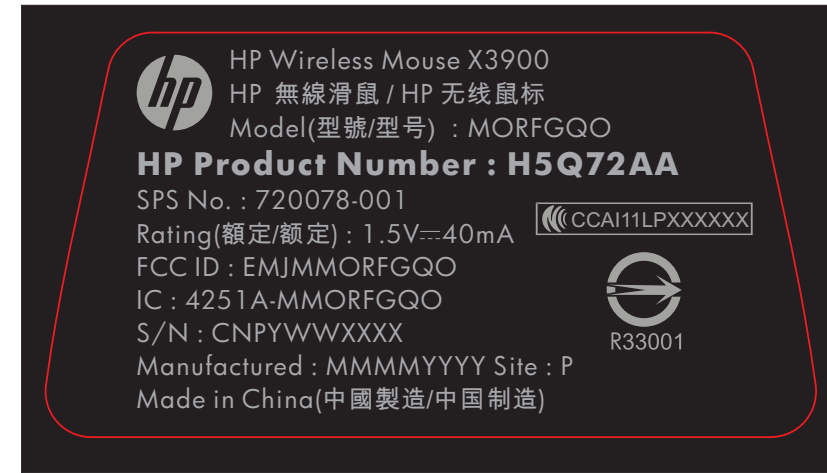 hp
HP Wireless Mouse X3900
HP 無線滑鼠 / HP 无线鼠标
Model(型號/型号) : MORFGQO
HP Product Number : H5Q72AA
SPS No. : 720078-001
Rating(額定/额定) : 1.5V⎓40mA
CCAI11LPXXXXXX
FCC ID : EMJMMORFGQO
IC : 4251A-MMORFGQO
S/N : CNPYWWXXXX
R33001
Manufactured : MMMMYYYY Site : P
Made in China(中國製造/中国制造)